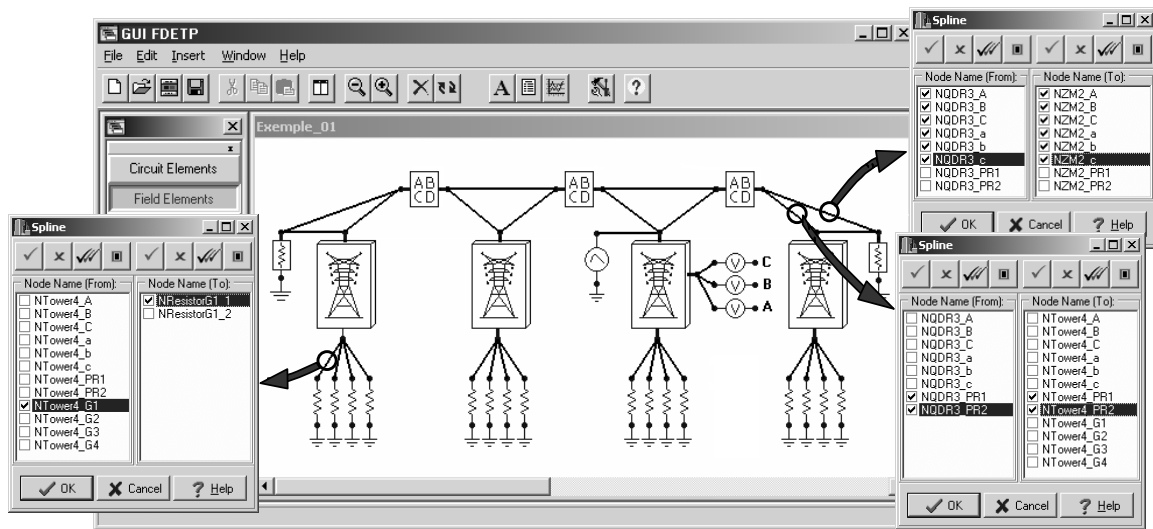 GUI FDETP
File Edit Insert Window Help
A
?
Exemple_01
Circuit Elements
Field Elements
AB
CD
AB
CD
AB
CD
V
C
V
B
V
A
Spline
Node Name (From):
Node Name (To):
NTower4_A
NTower4_B
NTower4_C
NTower4_a
NTower4_b
NTower4_c
NTower4_PR1
NTower4_PR2
NTower4_G1
NTower4_G2
NTower4_G3
NTower4_G4
NResistorG1_1
NResistorG1_2
OK
Cancel
? Help
Spline
Node Name (From):
Node Name (To):
NQDR3_A
NQDR3_B
NQDR3_C
NQDR3_a
NQDR3_b
NQDR3_c
NQDR3_PR1
NQDR3_PR2
NZM2_A
NZM2_B
NZM2_C
NZM2_a
NZM2_b
NZM2_c
NZM2_PR1
NZM2_PR2
OK
Cancel
? Help
Spline
Node Name (From):
Node Name (To):
NQDR3_A
NQDR3_B
NQDR3_C
NQDR3_a
NQDR3_b
NQDR3_c
NQDR3_PR1
NQDR3_PR2
NTower4_A
NTower4_B
NTower4_C
NTower4_a
NTower4_b
NTower4_c
NTower4_PR1
NTower4_PR2
NTower4_G1
NTower4_G2
NTower4_G3
NTower4_G4
OK
Cancel
? Help